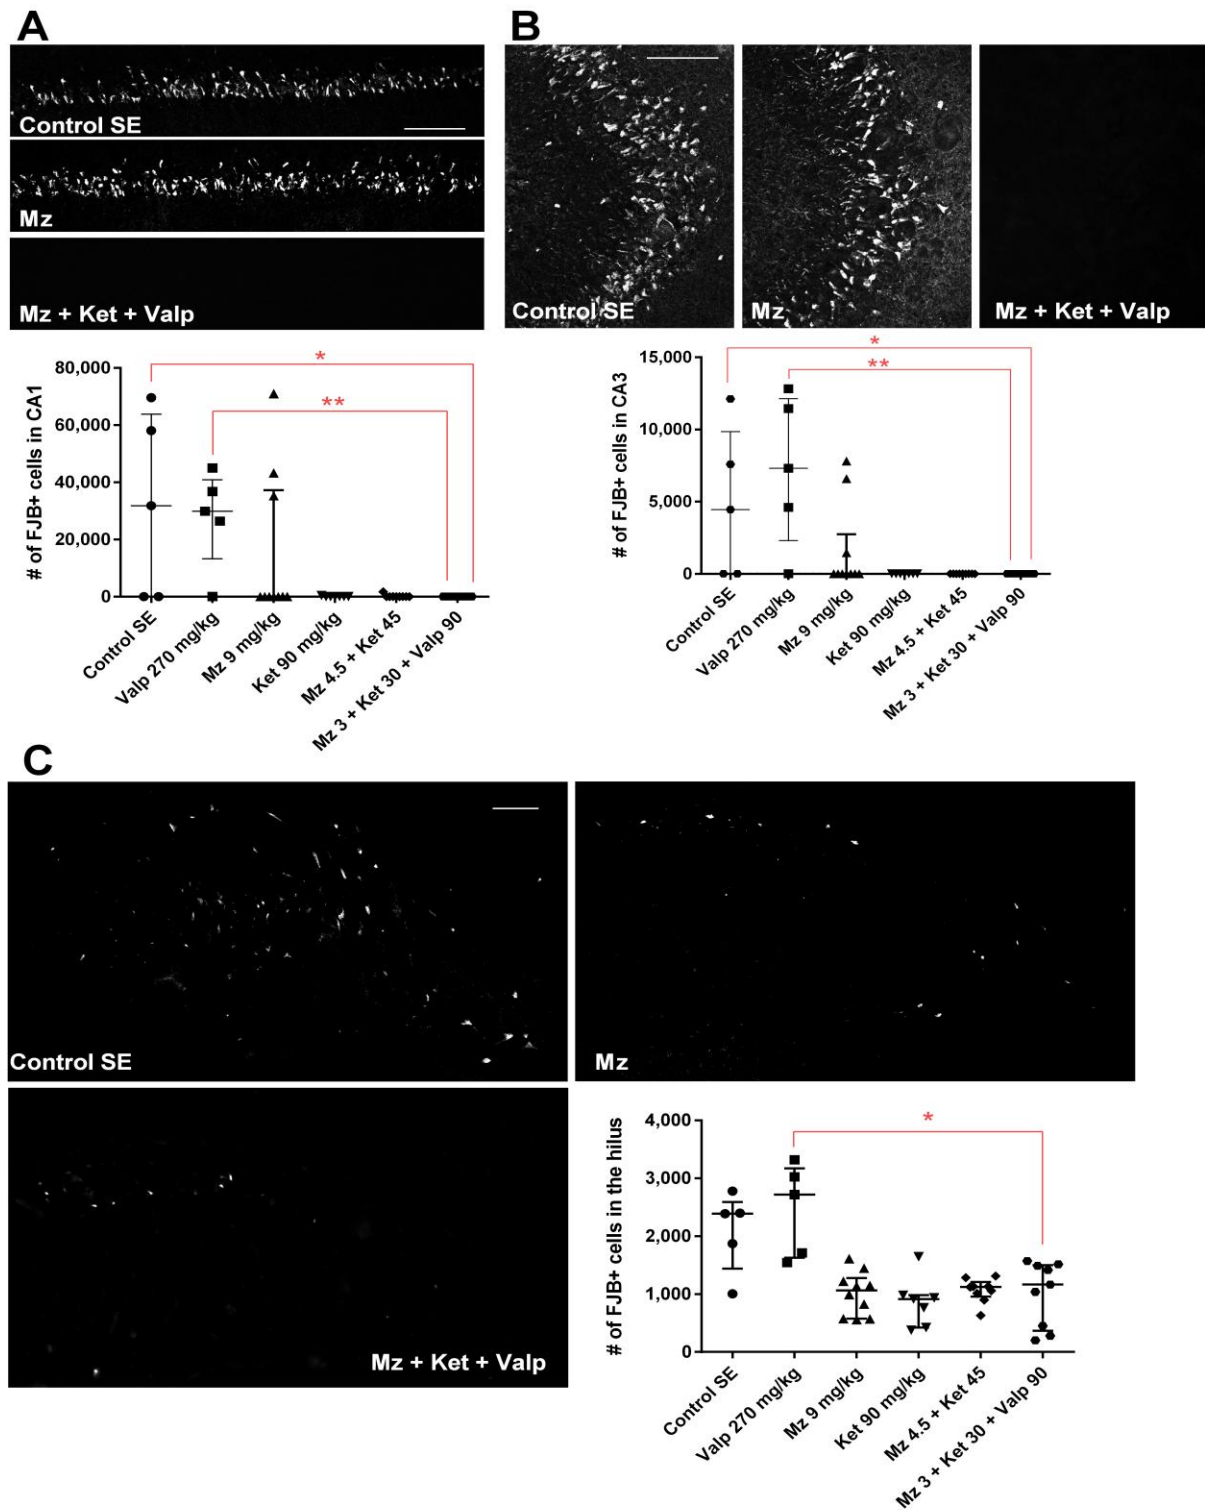 A
Control SE
Mz
Mz + Ket + Valp
80,000
60,000
40,000
20,000
0
# of FJB+ cells in CA1
*
**
Control SE
Valp 270 mg/kg
Mz 9 mg/kg
Ket 90 mg/kg
Mz 4.5 + Ket 45
Mz 3 + Ket 30 + Valp 90
B
Control SE
Mz
Mz + Ket + Valp
15,000
10,000
5,000
0
# of FJB+ cells in CA3
*
**
Control SE
Valp 270 mg/kg
Mz 9 mg/kg
Ket 90 mg/kg
Mz 4.5 + Ket 45
Mz 3 + Ket 30 + Valp 90
C
Control SE
Mz
Mz + Ket + Valp
4,000
3,000
2,000
1,000
0
# of FJB+ cells in the hilus
*
Control SE
Valp 270 mg/kg
Mz 9 mg/kg
Ket 90 mg/kg
Mz 4.5 + Ket 45
Mz 3 + Ket 30 + Valp 90